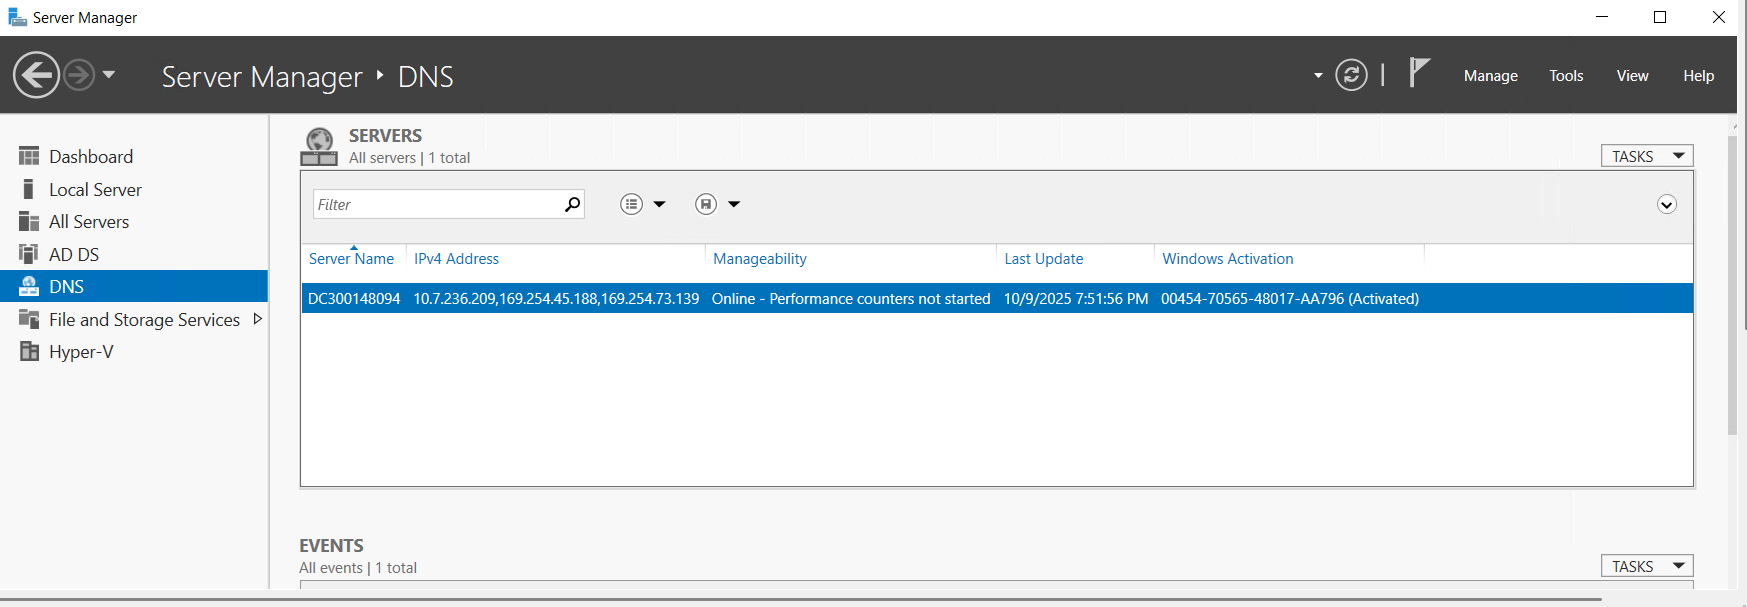 Server Manager
Server Manager DNS
Manage Tools View Help
Dashboard
Local Server
All Servers
AD DS
DNS
File and Storage Services
Hyper-V
SERVERS
All servers | 1 total
TASKS
Filter
Server Name IPv4 Address Manageability Last Update Windows Activation
DC300148094 10.7.236.209,169.254.45.188,169.254.73.139 Online - Performance counters not started 10/9/2025 7:51:56 PM 00454-70565-48017-AA796 (Activated)
EVENTS
All events | 1 total
TASKS